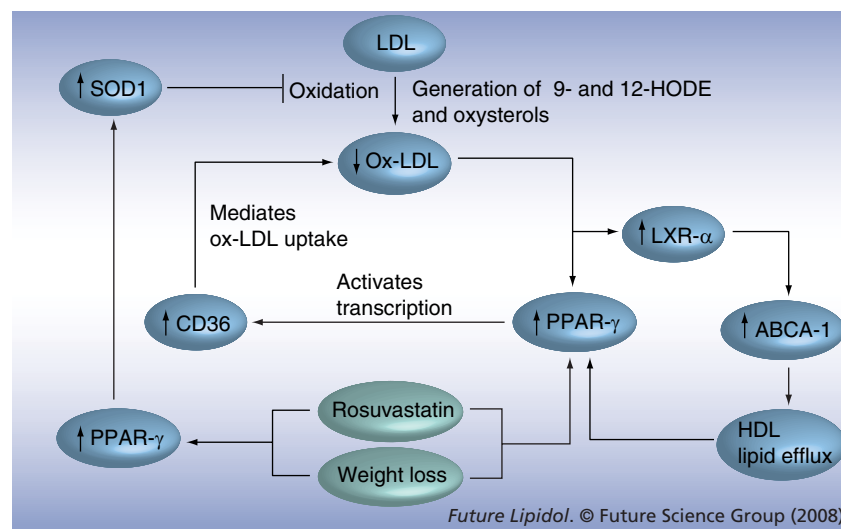 LDL
↑ SOD1
Oxidation
Generation of 9- and 12-HODE
and oxysterols
↓ Ox-LDL
Mediates
ox-LDL uptake
↑ LXR-α
Activates
transcription
↑ CD36
↑ PPAR-γ
↑ ABCA-1
Rosuvastatin
↑ PPAR-γ
HDL
lipid efflux
Weight loss
Future Lipidol. © Future Science Group (2008)